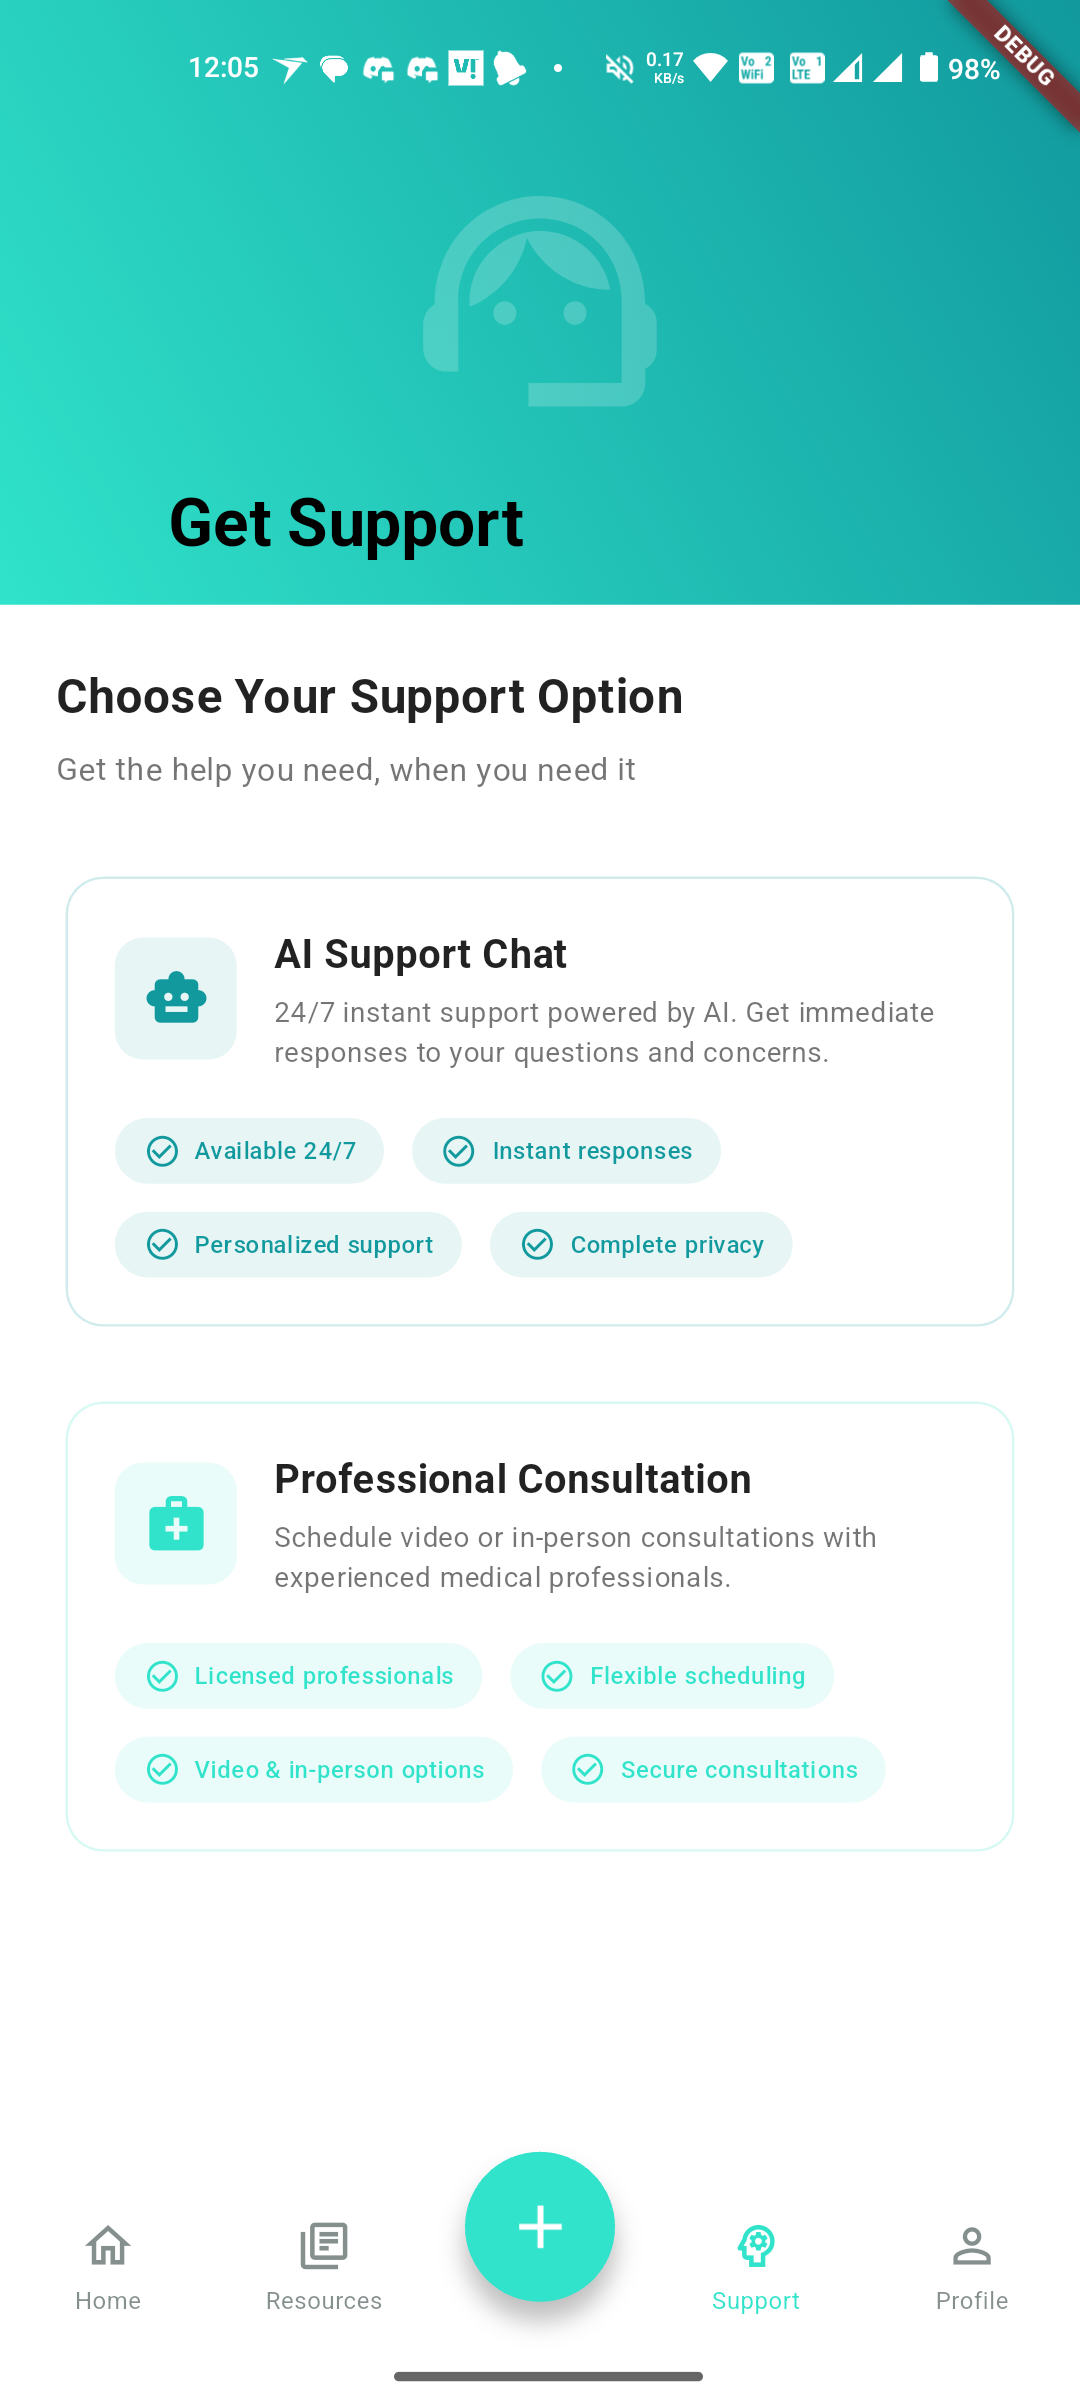 12:05
0.17
KB/s
Vo 2
WiFi
Vo 1
LTE
98%
DEBUG
Get Support
Choose Your Support Option
Get the help you need, when you need it
AI Support Chat
24/7 instant support powered by AI. Get immediate
responses to your questions and concerns.
Available 24/7
Instant responses
Personalized support
Complete privacy
Professional Consultation
Schedule video or in-person consultations with
experienced medical professionals.
Licensed professionals
Flexible scheduling
Video & in-person options
Secure consultations
Home
Resources
Support
Profile